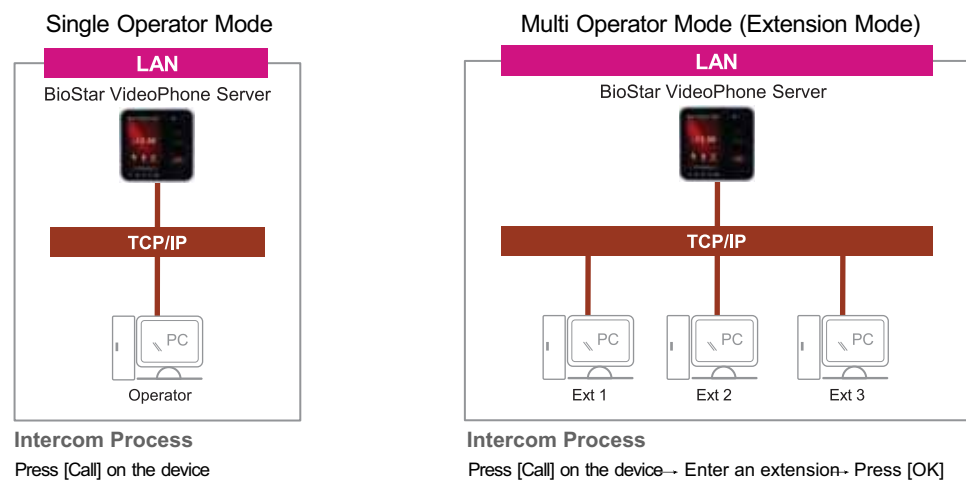 Single Operator Mode
LAN
BioStar VideoPhone Server
TCP/IP
PC
Operator
Intercom Process
Press [Call] on the device
Multi Operator Mode (Extension Mode)
LAN
BioStar VideoPhone Server
TCP/IP
PC PC PC
Ext 1 Ext 2 Ext 3
Intercom Process
Press [Call] on the device→ Enter an extension→ Press [OK]